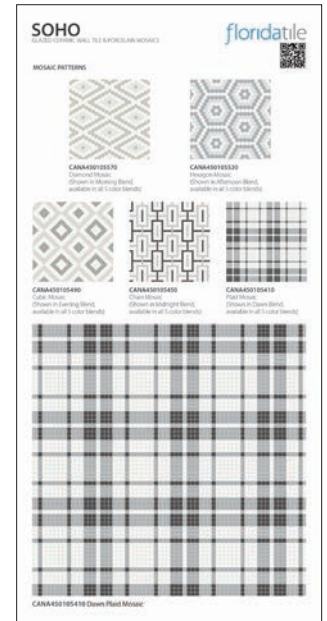 SOHO
GLAZED CERAMIC WALL TILE & PORCELAIN MOSAICS
floridatile
MOSAIC PATTERNS
CANA450105570
Diamond Mosaic
(Shown in Morning Blend,
available in all 5 color blends)
CANA450105530
Hexagon Mosaic
(Shown in Afternoon Blend,
available in all 5 color blends)
CANA450105490
Cubic Mosaic
(Shown in Evening Blend,
available in all 5 color blends)
CANA450105450
Chain Mosaic
(Shown in Midnight Blend,
available in all 5 color blends)
CANA450105410
Plaid Mosaic
(Shown in Dawn Blend,
available in all 5 color blends)
CANA450105410 Dawn Plaid Mosaic